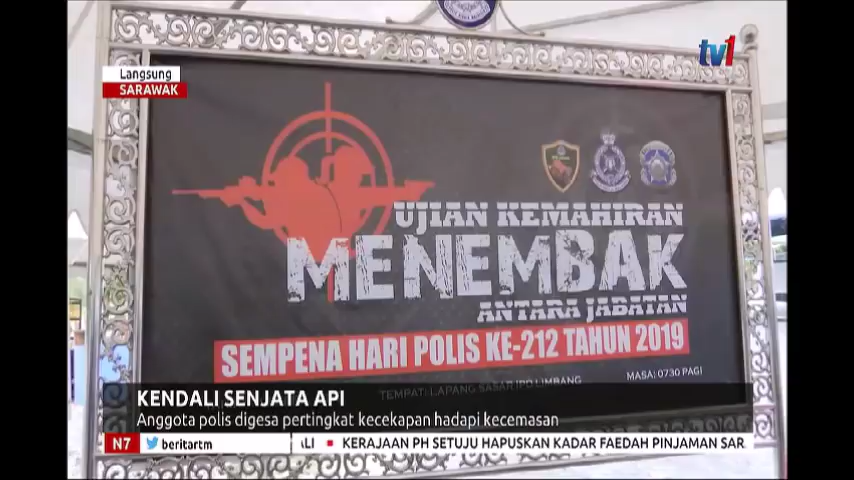 tv1
Langsung
SARAWAK
UJIAN KEMAHIRAN
MENEMBAK
ANTARA JABATAN
SEMPENA HARI POLIS KE-212 TAHUN 2019
TEMPAT: LAPANG SASAR IPD LIMBANG
MASA: 0730 PAGI
KENDALI SENJATA API
Anggota polis digesa pertingkat kecekapan hadapi kecemasan
N7 beritartm ALI KERAJAAN PH SETUJU HAPUSKAN KADAR FAEDAH PINJAMAN SAR